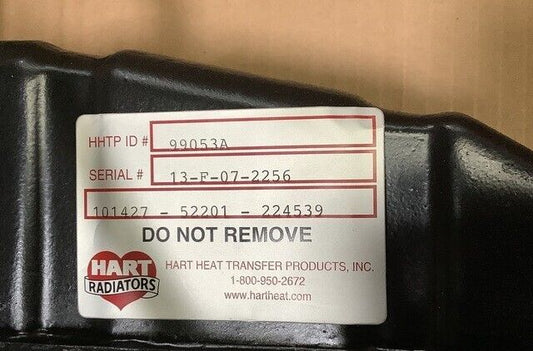 HHTP ID # 99053A
SERIAL # 13-F-07-2256
101427 - 52201 - 224539
DO NOT REMOVE
HART
RADIATORS
HART HEAT TRANSFER PRODUCTS, INC.
1-800-950-2672
www.hartheat.com